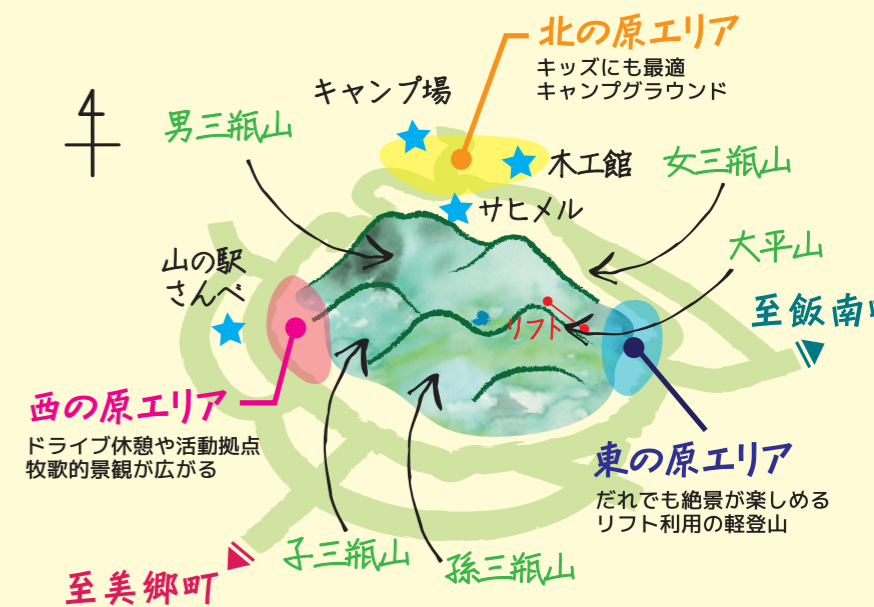 北の原エリア
キッズにも最適
キャンプグラウンド
キャンプ場
男三瓶山
木工館
女三瓶山
サヒメル
大平山
山の駅
さんべ
至飯南町
リフト
西の原エリア
ドライブ休憩や活動拠点
牧歌的景観が広がる
東の原エリア
だれでも絶景が楽しめる
リフト利用の軽登山
子三瓶山
孫三瓶山
至美郷町